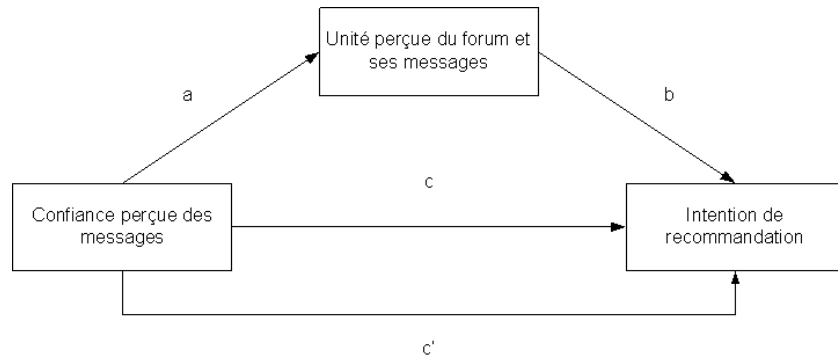 Unité perçue du forum et
ses messages
a
b
c
Confiance perçue des
messages
Intention de
recommandation
c'